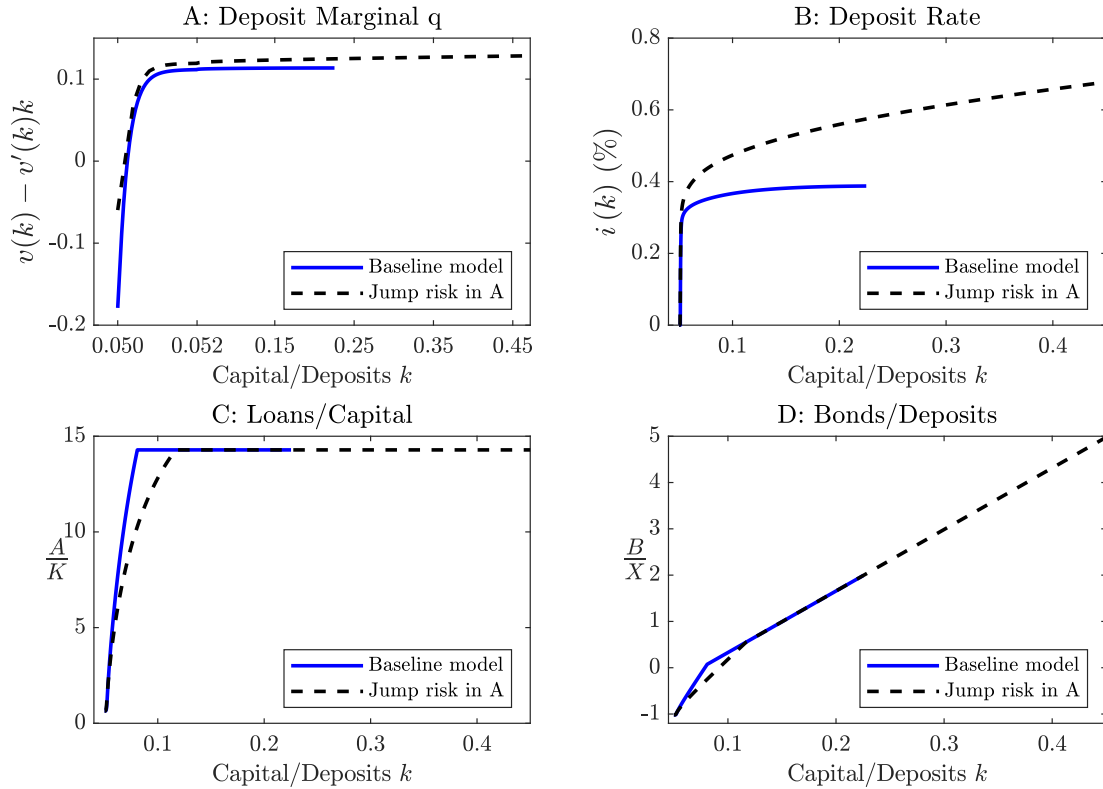 A: Deposit Marginal q
0.1
0
-0.1
-0.2
v(k) − v′(k)k
0.050 0.052 0.15 0.25 0.35 0.45
Capital/Deposits k
Baseline model
Jump risk in A
B: Deposit Rate
0.8
0.6
0.4
0.2
0
i (k) (%)
0.1 0.2 0.3 0.4
Capital/Deposits k
Baseline model
Jump risk in A
C: Loans/Capital
15
10
5
0
A/K
0.1 0.2 0.3 0.4
Capital/Deposits k
Baseline model
Jump risk in A
D: Bonds/Deposits
5
4
3
2
1
0
-1
B/X
0.1 0.2 0.3 0.4
Capital/Deposits k
Baseline model
Jump risk in A